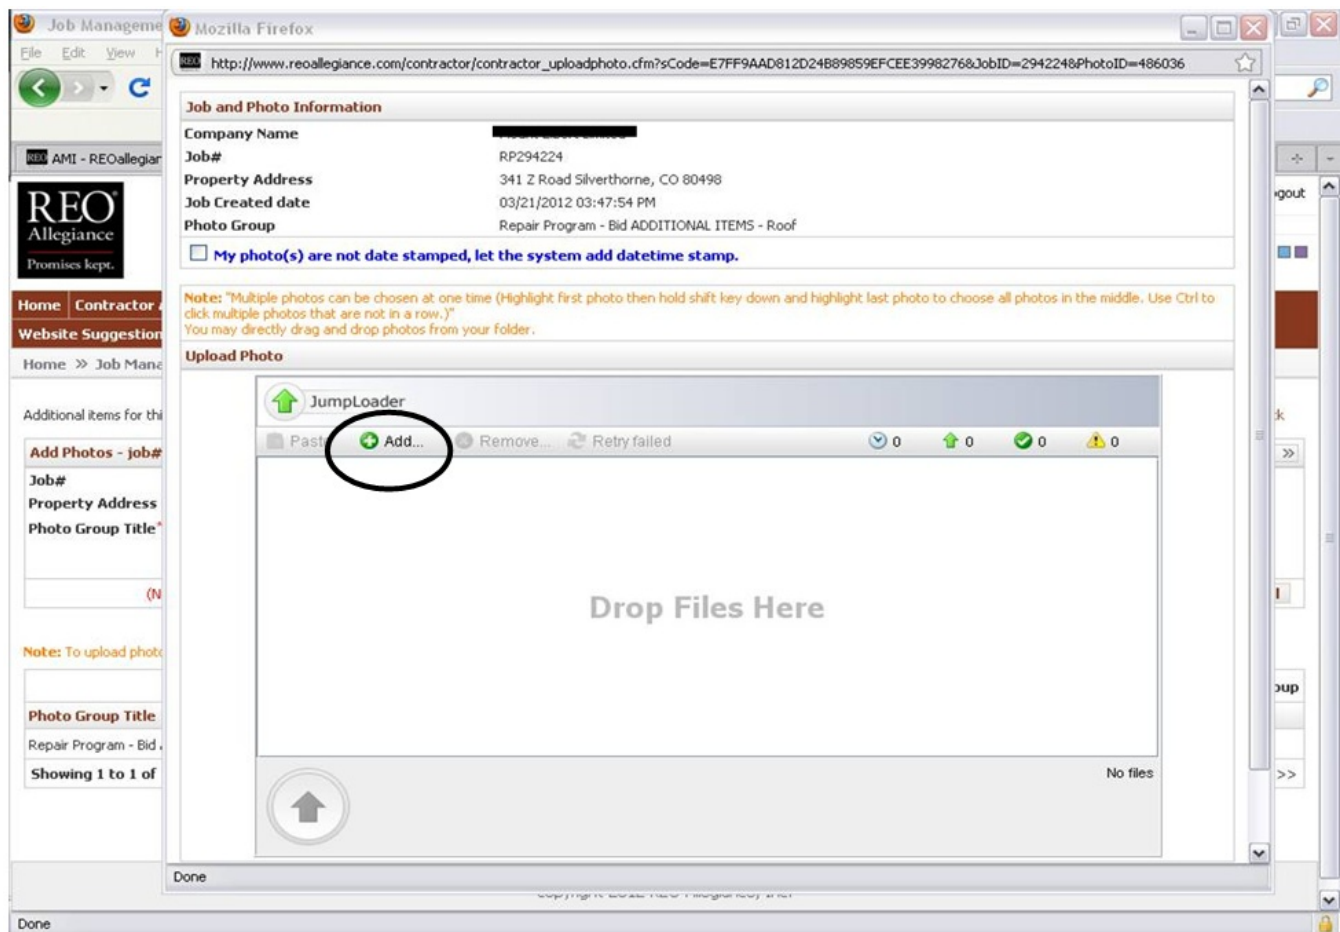 Job Manageme
Mozilla Firefox
File Edit View H
http://www.reoallegiance.com/contractor/contractor_uploadphoto.cfm?sCode=E7FF9AAD812D24B89859EFCEE3998276&JobID=294224&PhotoID=486036
Job and Photo Information
Company Name
Job# RP294224
Property Address 341 Z Road Silverthorne, CO 80498
Job Created date 03/21/2012 03:47:54 PM
Photo Group Repair Program - Bid ADDITIONAL ITEMS - Roof
My photo(s) are not date stamped, let the system add datetime stamp.
Note: "Multiple photos can be chosen at one time (Highlight first photo then hold shift key down and highlight last photo to choose all photos in the middle. Use Ctrl to
click multiple photos that are not in a row.)"
You may directly drag and drop photos from your folder.
Upload Photo
JumpLoader
Paste Add... Remove... Retry failed 0 0 0 0
Drop Files Here
No files
Done
REO AMI - REOallegian
REO
Allegiance
Promises kept.
gout
Home Contractor
Website Suggestion
Home >> Job Mana
Additional items for thi
k
Add Photos - job#
>>
Job#
Property Address
Photo Group Title*
(N
Note: To upload photo
oup
Photo Group Title
Repair Program - Bid
Showing 1 to 1 of
>>
Done